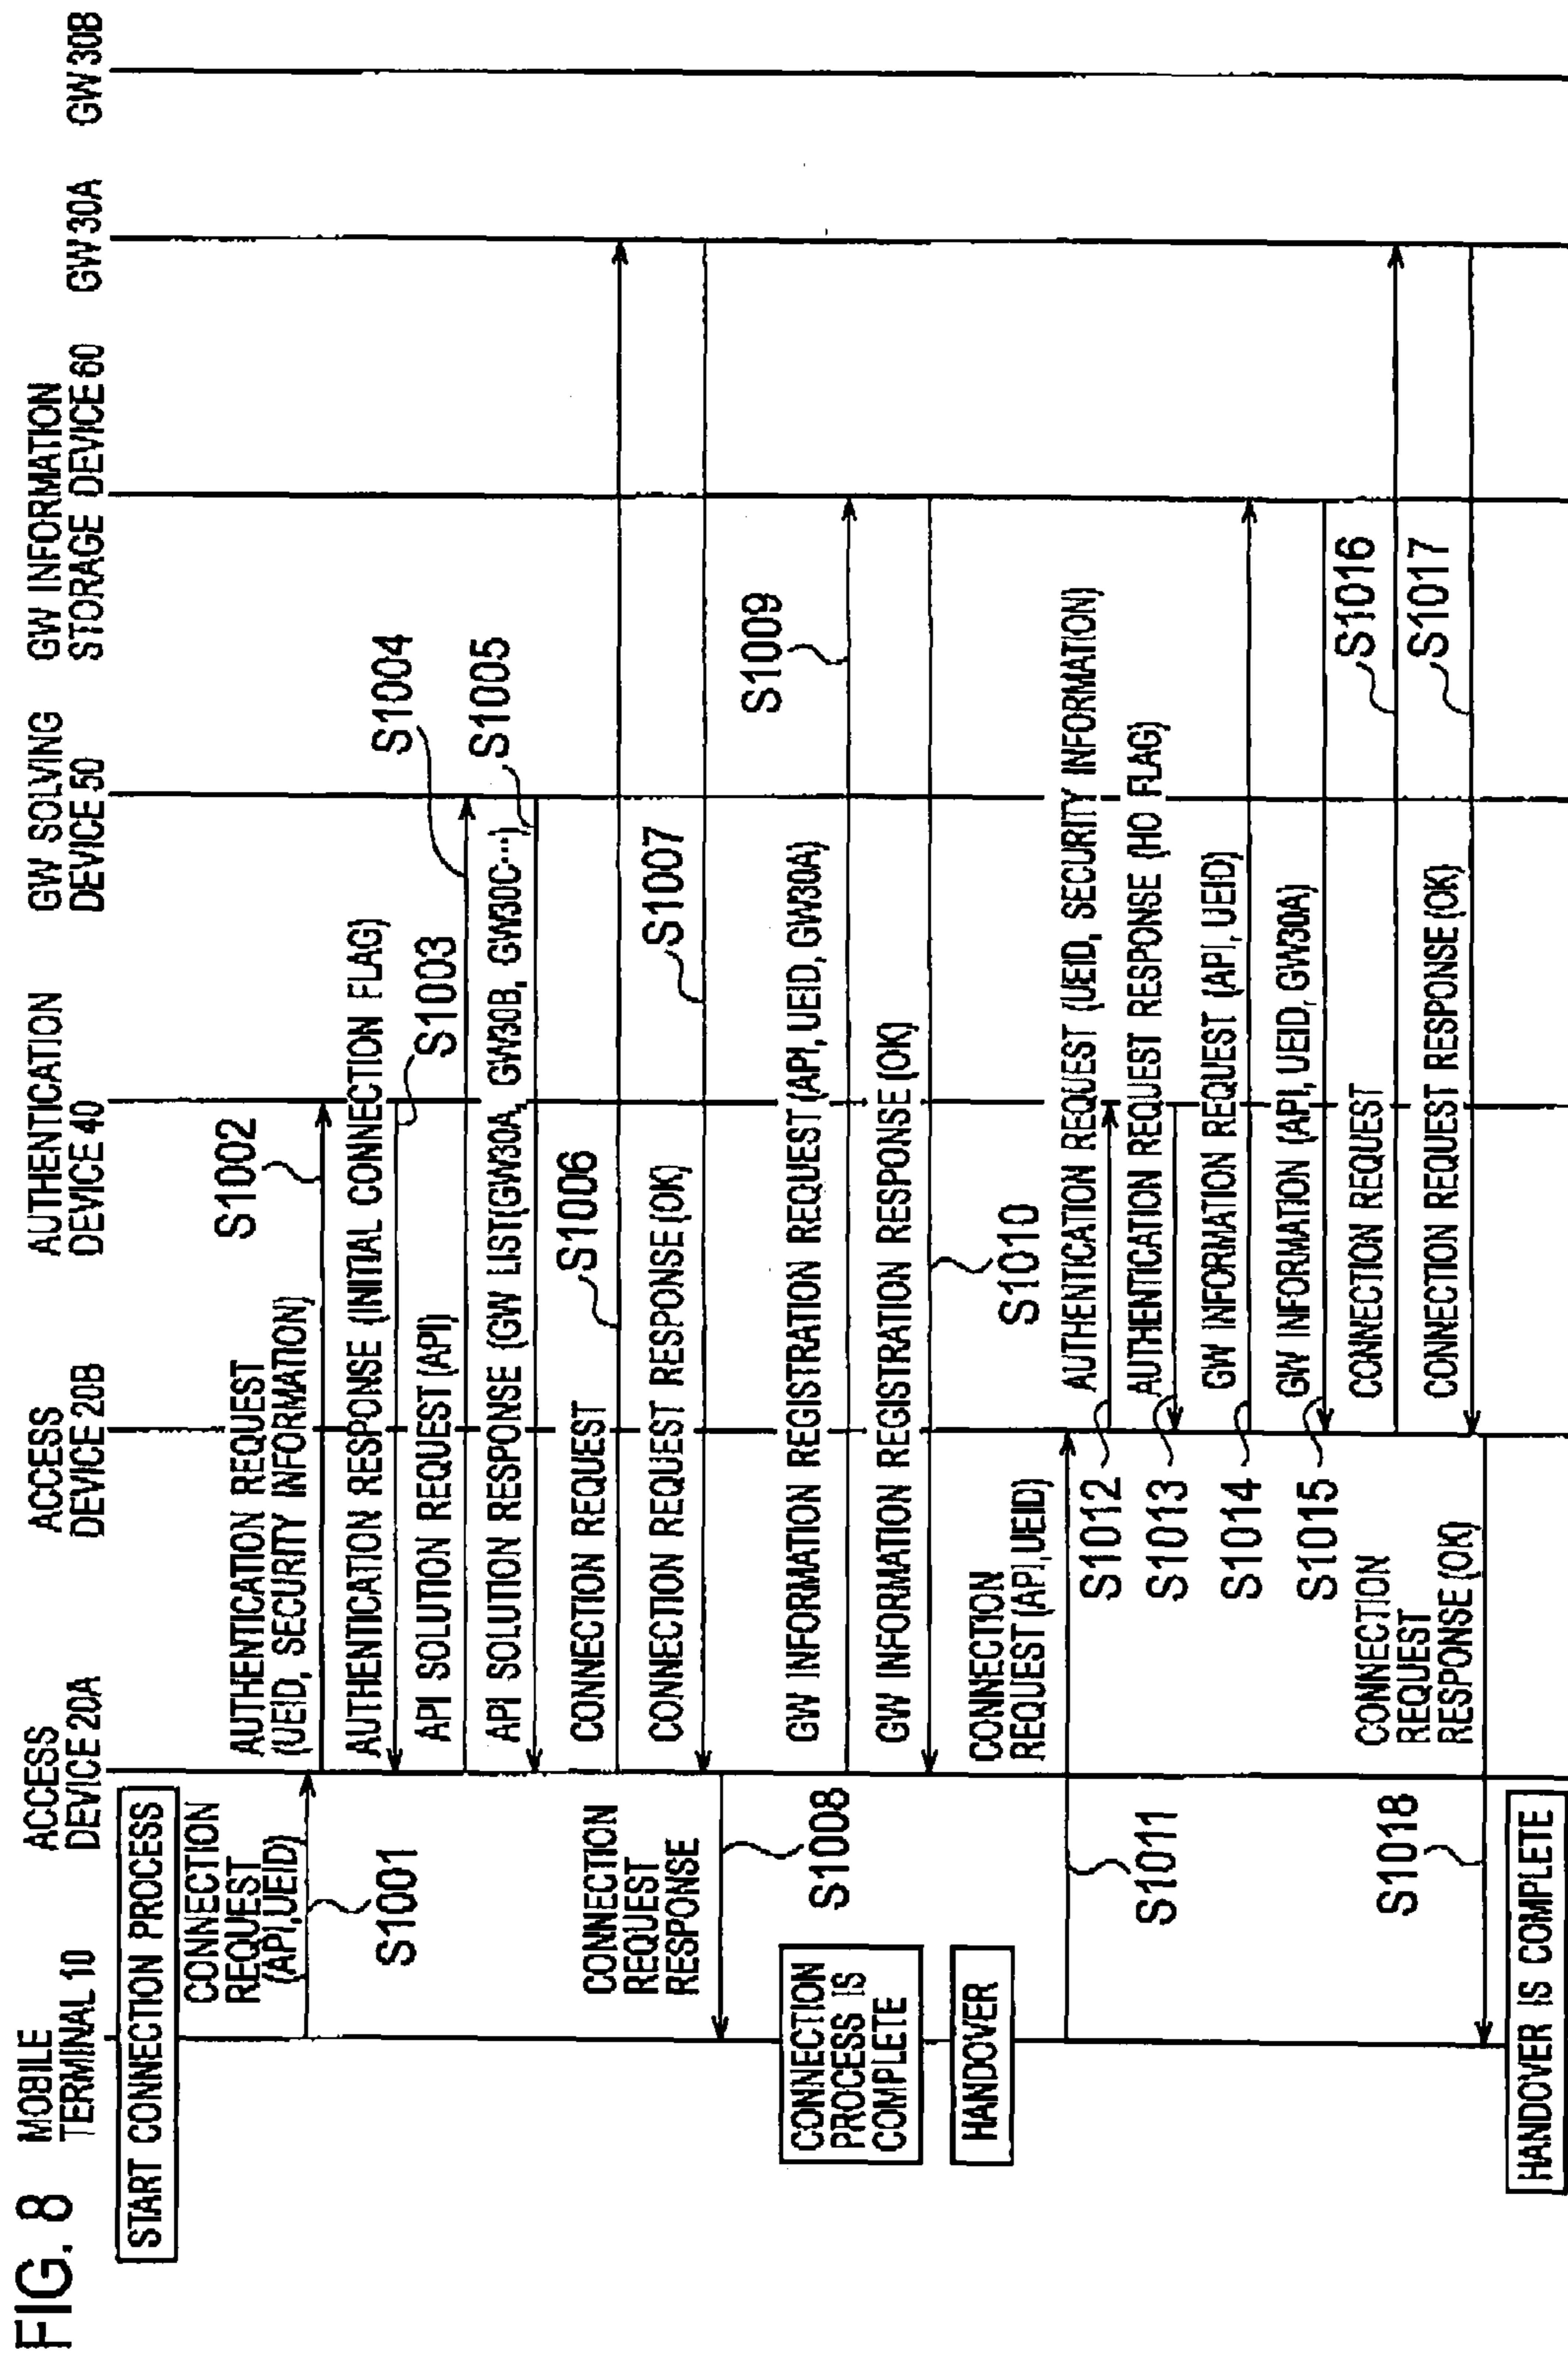 FIG. 8
MOBILE
TERMINAL 10
ACCESS
DEVICE 20A
ACCESS
DEVICE 20B
AUTHENTICATION
DEVICE 40
GW SOLVING
DEVICE 50
GW INFORMATION
STORAGE DEVICE 60
GW30A
GW30B
START CONNECTION PROCESS
CONNECTION
REQUEST
(API,UEID)
S1001
AUTHENTICATION REQUEST
(UEID, SECURITY INFORMATION)
S1002
AUTHENTICATION RESPONSE (INITIAL CONNECTION FLAG)
S1003
API SOLUTION REQUEST (API)
S1004
API SOLUTION RESPONSE (GW LIST(GW30A, GW30B, GW30C...)
S1005
CONNECTION REQUEST
S1006
CONNECTION REQUEST RESPONSE (OK)
S1007
CONNECTION
REQUEST
RESPONSE
S1008
CONNECTION
PROCESS IS
COMPLETE
GW INFORMATION REGISTRATION REQUEST (API, UEID, GW30A)
S1009
GW INFORMATION REGISTRATION RESPONSE (OK)
S1010
HANDOVER
CONNECTION
REQUEST (API,UEID)
S1011
AUTHENTICATION REQUEST (UEID, SECURITY INFORMATION)
S1012
AUTHENTICATION REQUEST RESPONSE (HO FLAG)
S1013
GW INFORMATION REQUEST (API, UEID)
S1014
GW INFORMATION (API, UEID, GW30A)
S1015
CONNECTION REQUEST
S1016
CONNECTION REQUEST RESPONSE (OK)
S1017
CONNECTION
REQUEST
RESPONSE (OK)
S1018
HANDOVER IS COMPLETE